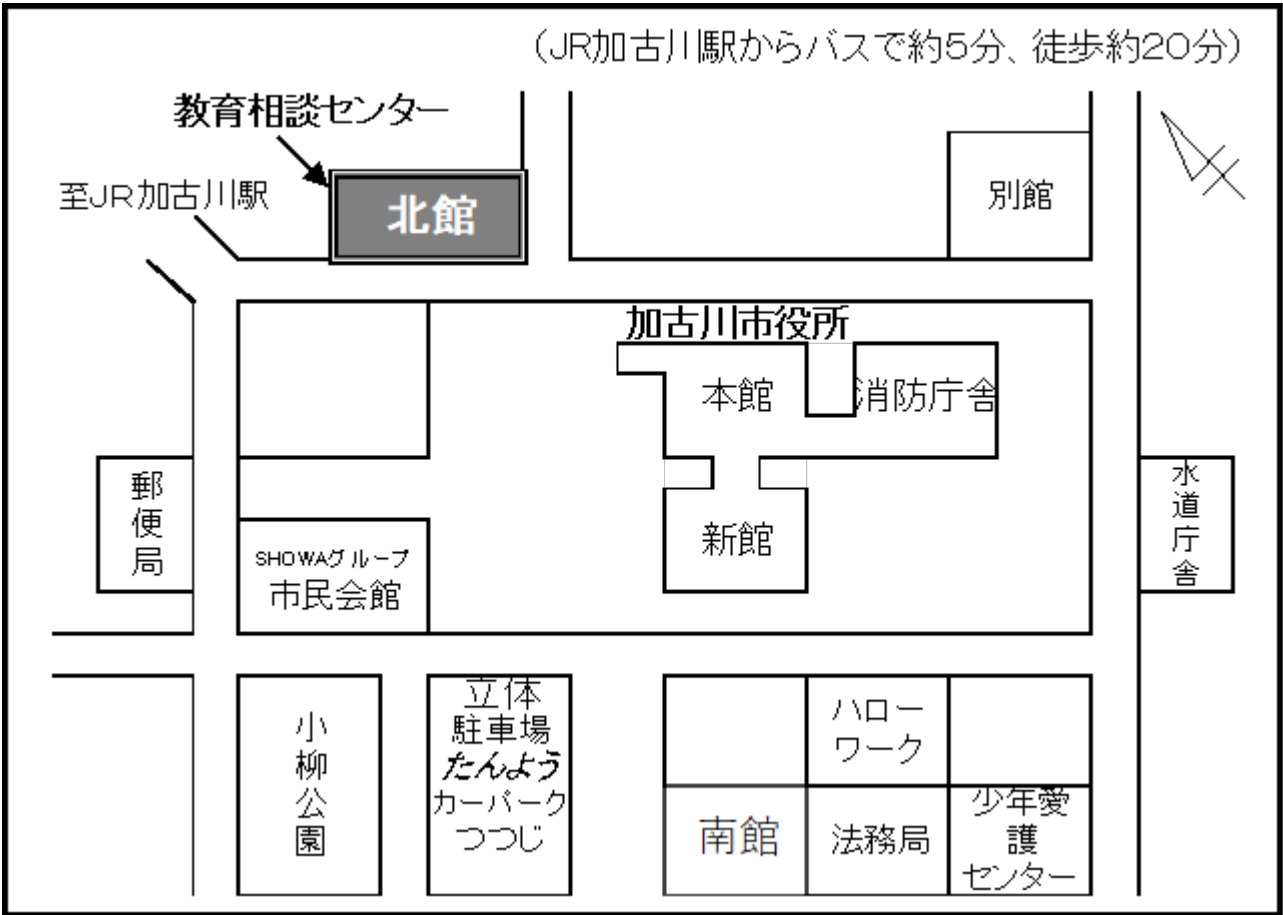 （JR加古川駅からバスで約5分、徒歩約20分）
教育相談センター
至JR加古川駅
北館
別館
加古川市役所
本館
消防庁舎
郵便局
水道庁舎
新館
SHOWAグループ
市民会館
小柳公園
立体
駐車場
たんよう
カーパーク
つつじ
ハロー
ワーク
南館
法務局
少年愛
護
センター